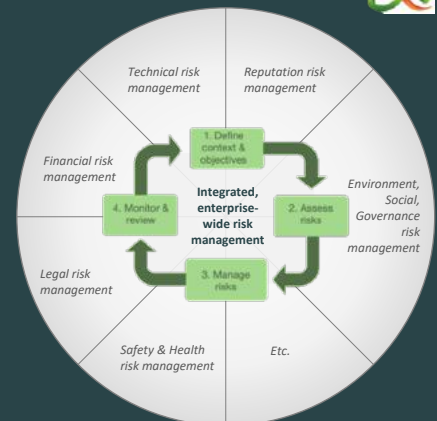 Technical risk
management
Reputation risk
management
Financial risk
management
1. Define
context &
objectives
Integrated,
enterprise-
wide risk
management
Environment,
Social,
Governance
risk
management
4. Monitor &
review
2. Assess
risks
Legal risk
management
3. Manage
risks
Safety & Health
risk management
Etc.